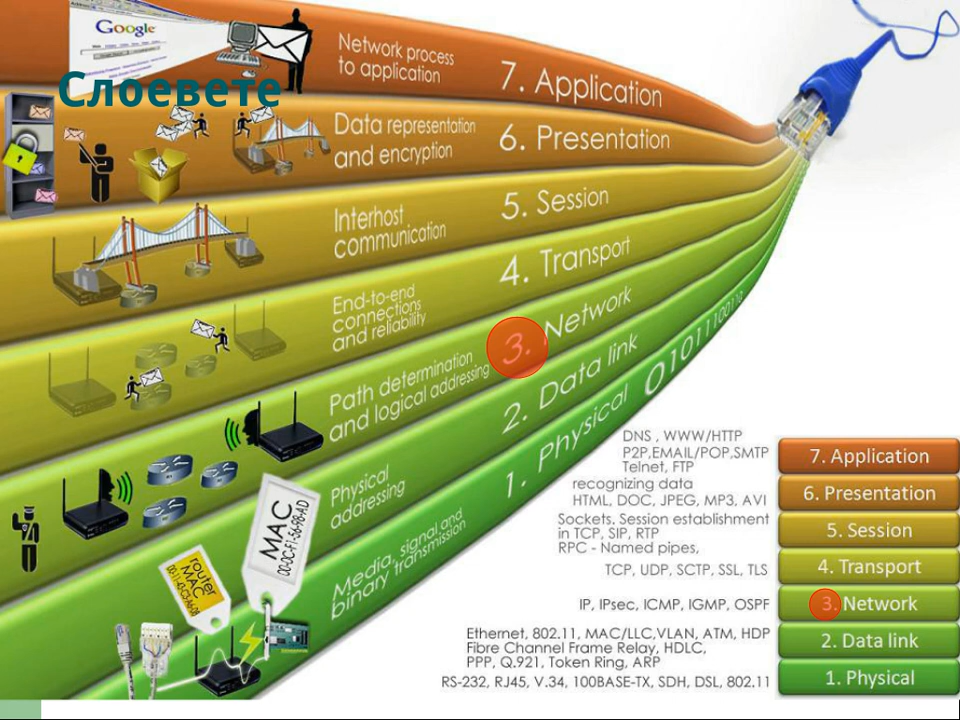 Google
Слоевете
Network process
to application
7. Application
Data representation
and encryption
6. Presentation
Interhost
communication
5. Session
End-to-end
connections
and reliability
4. Transport
Path determination
and logical addressing
3. Network
Physical
addressing
2. Data link
Media, signal and
binary transmission
1. Physical
MAC
00-0C-F1-56-98-AD
router
MAC
DNS , WWW/HTTP
P2P,EMAIL/POP,SMTP
Telnet, FTP
7. Application
recognizing data
HTML, DOC, JPEG, MP3, AVI
6. Presentation
Sockets. Session establishment
in TCP, SIP, RTP
RPC - Named pipes,
5. Session
TCP, UDP, SCTP, SSL, TLS
4. Transport
IP, IPsec, ICMP, IGMP, OSPF
3. Network
Ethernet, 802.11, MAC/LLC,VLAN, ATM, HDP
Fibre Channel Frame Relay, HDLC,
PPP, Q.921, Token Ring, ARP
2. Data link
RS-232, RJ45, V.34, 100BASE-TX, SDH, DSL, 802.11
1. Physical